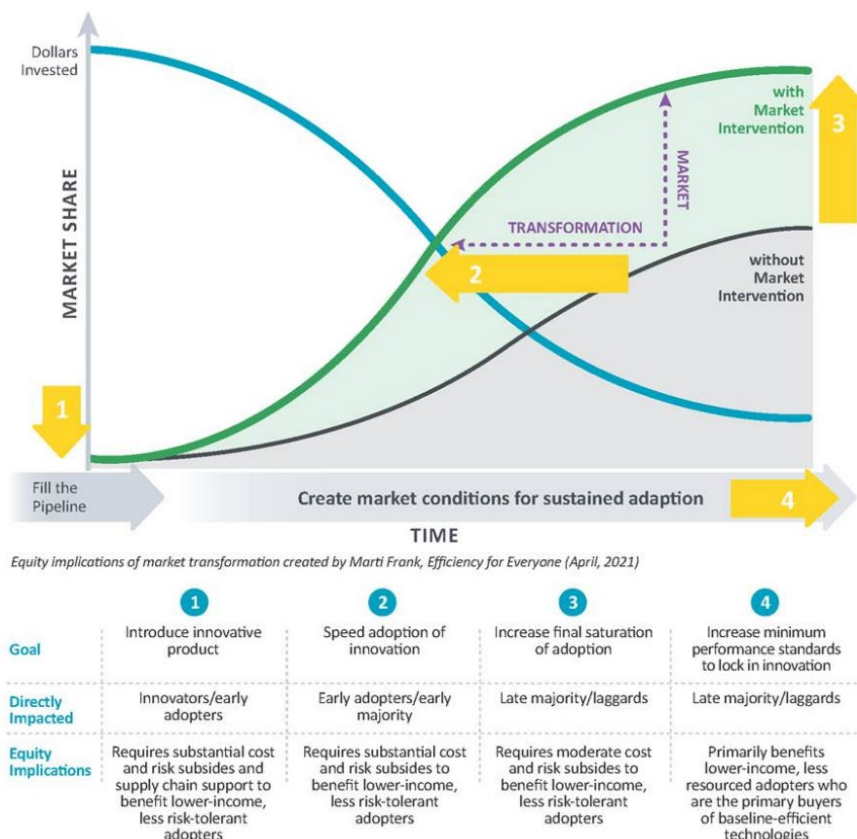 Dollars
Invested
MARKET SHARE
with
Market
Intervention
3
MARKET
TRANSFORMATION
2
without
Market
Intervention
1
Fill the
Pipeline
Create market conditions for sustained adaption
4
TIME
Equity implications of market transformation created by Marti Frank, Efficiency for Everyone (April, 2021)
1
2
3
4
Goal
Introduce innovative
product
Speed adoption of
innovation
Increase final saturation
of adoption
Increase minimum
performance standards
to lock in innovation
Directly
Impacted
Innovators/early
adopters
Early adopters/early
majority
Late majority/laggards
Late majority/laggards
Equity
Implications
Requires substantial cost
and risk subsides and
supply chain support to
benefit lower-income,
less risk-tolerant
adopters
Requires substantial cost
and risk subsides to
benefit lower-income,
less risk-tolerant
adopters
Requires moderate cost
and risk subsides to
benefit lower-income,
less risk-tolerant
adopters
Primarily benefits
lower-income, less
resourced adopters who
are the primary buyers
of baseline-efficient
technologies